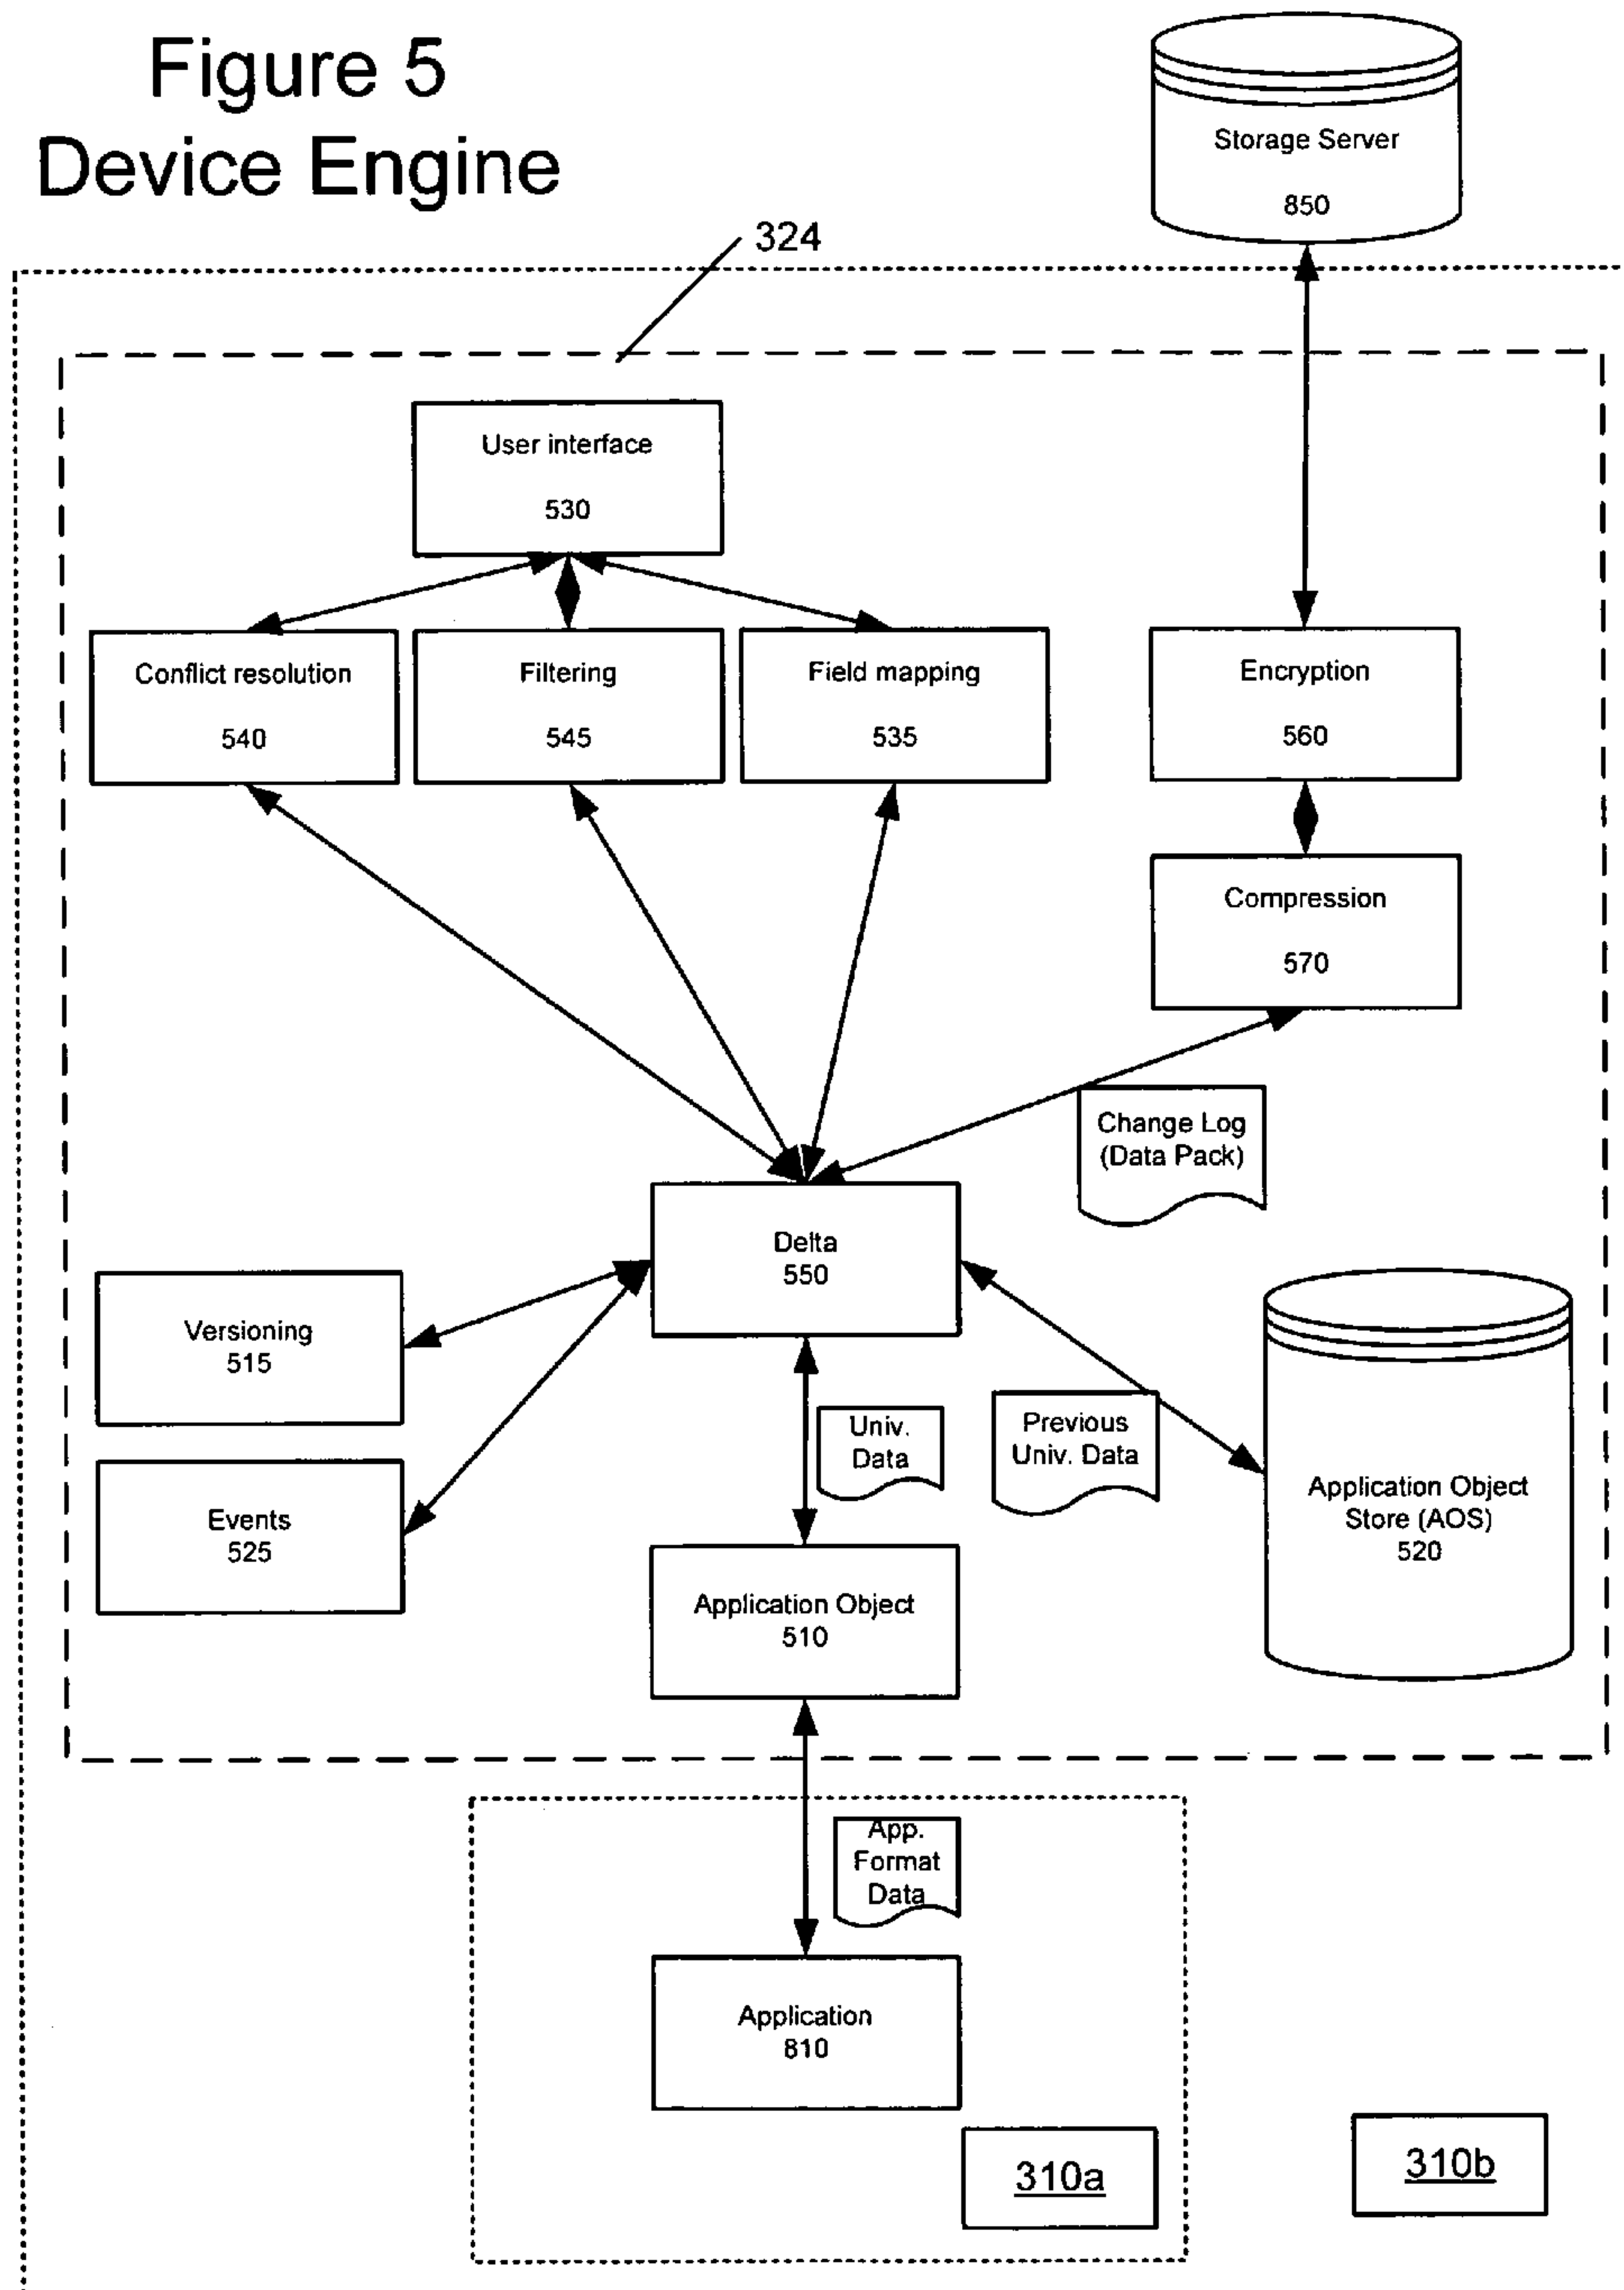 Figure 5
Device Engine
Storage Server
850
324
User interface
530
Conflict resolution
540
Filtering
545
Field mapping
535
Encryption
560
Compression
570
Change Log
(Data Pack)
Delta
550
Versioning
515
Events
525
Univ.
Data
Previous
Univ. Data
Application Object
Store (AOS)
520
Application Object
510
App.
Format
Data
Application
810
310a
310b